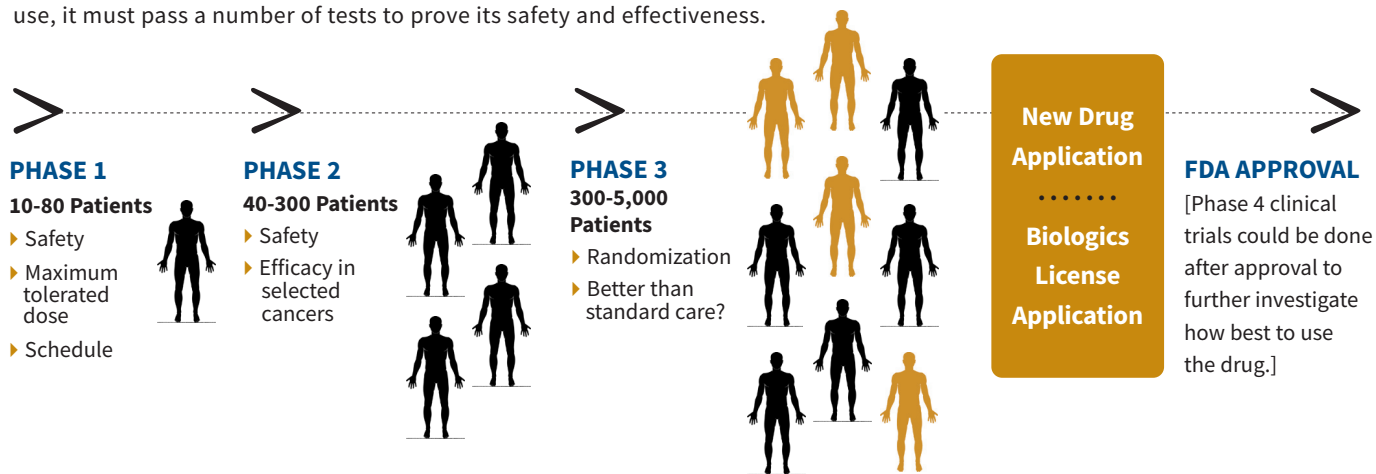 use, it must pass a number of tests to prove its safety and effectiveness.
PHASE 1
10-80 Patients
Safety
Maximum
tolerated
dose
Schedule
PHASE 2
40-300 Patients
Safety
Efficacy in
selected
cancers
PHASE 3
300-5,000
Patients
Randomization
Better than
standard care?
New Drug
Application
Biologics
License
Application
FDA APPROVAL
[Phase 4 clinical
trials could be done
after approval to
further investigate
how best to use
the drug.]